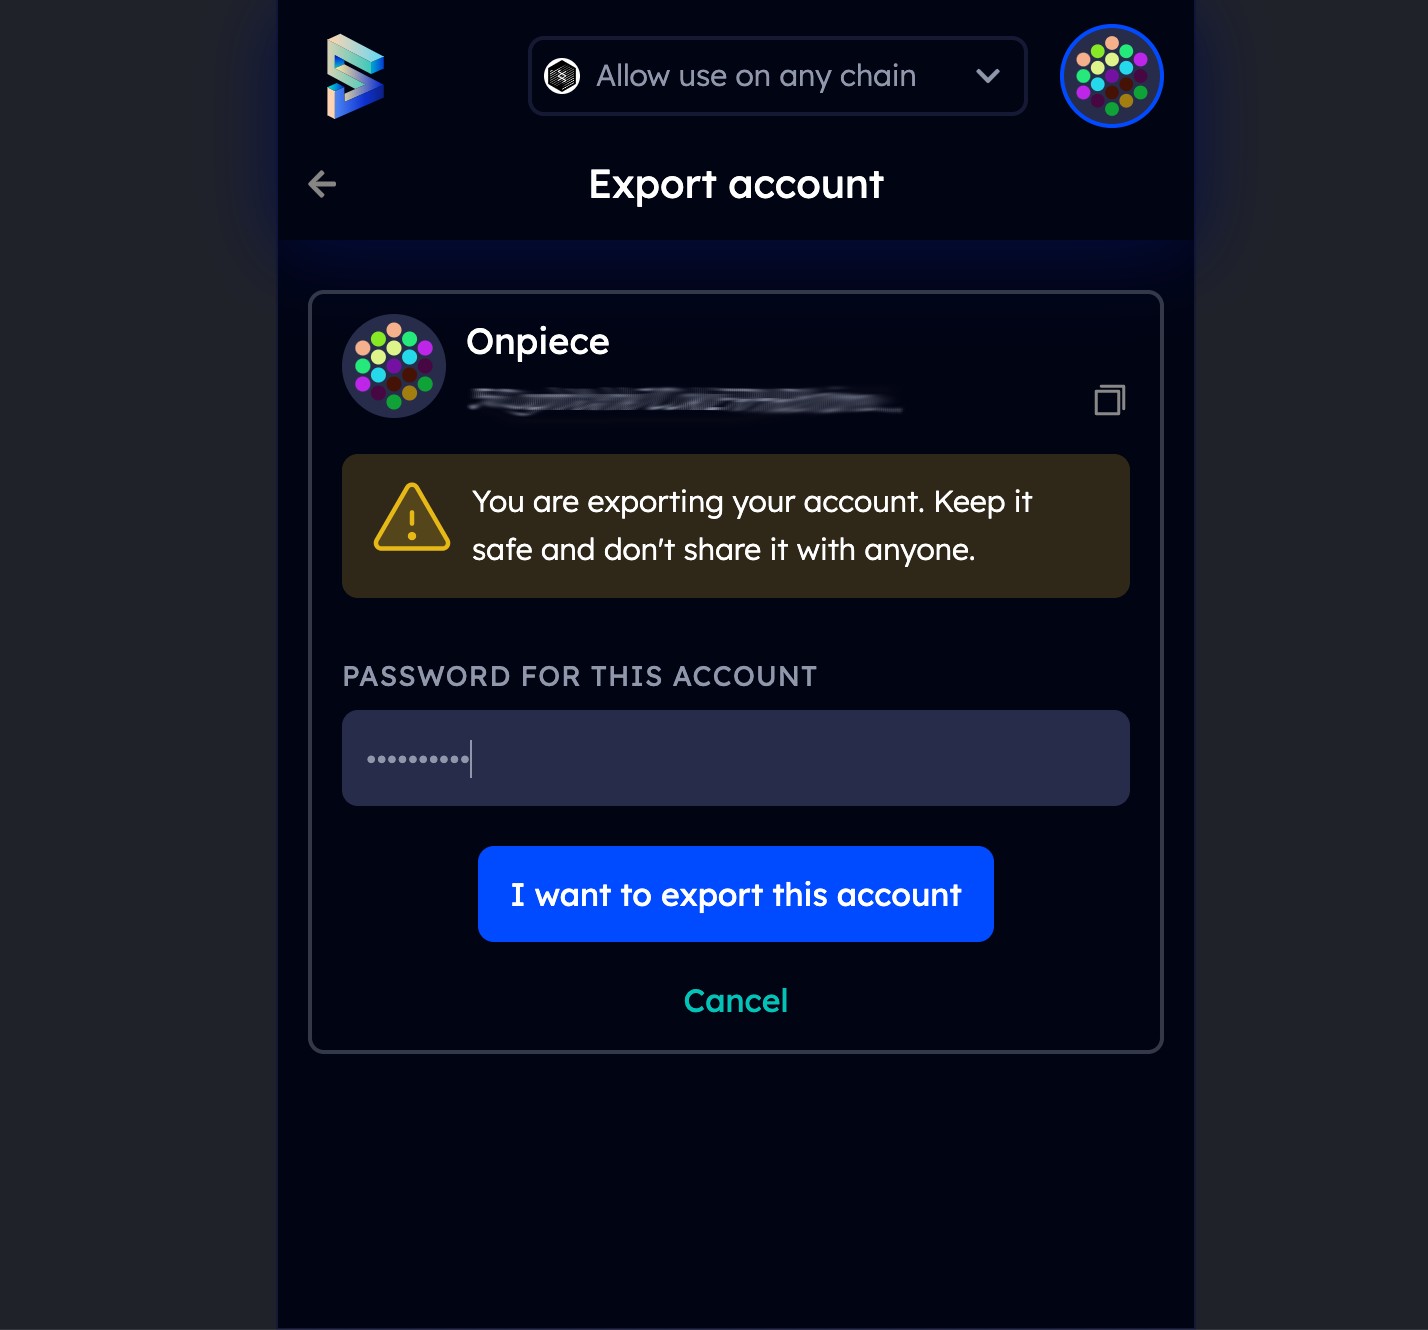 Allow use on any chain
Export account
Onpiece
You are exporting your account. Keep it
safe and don't share it with anyone.
PASSWORD FOR THIS ACCOUNT
••••••••••
I want to export this account
Cancel